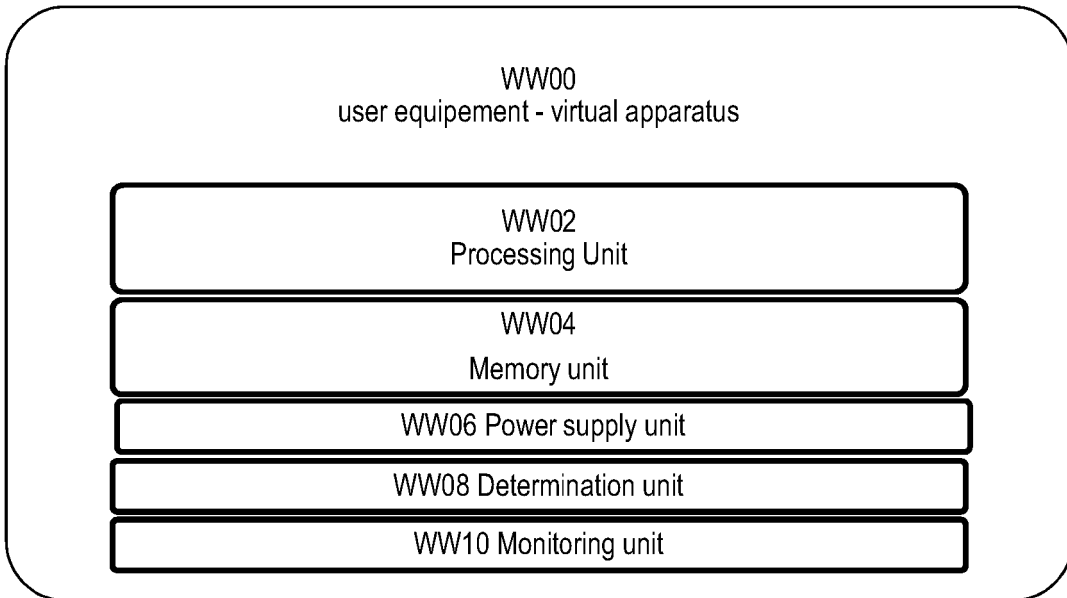 WW00
user equipement - virtual apparatus
WW02
Processing Unit
WW04
Memory unit
WW06 Power supply unit
WW08 Determination unit
WW10 Monitoring unit